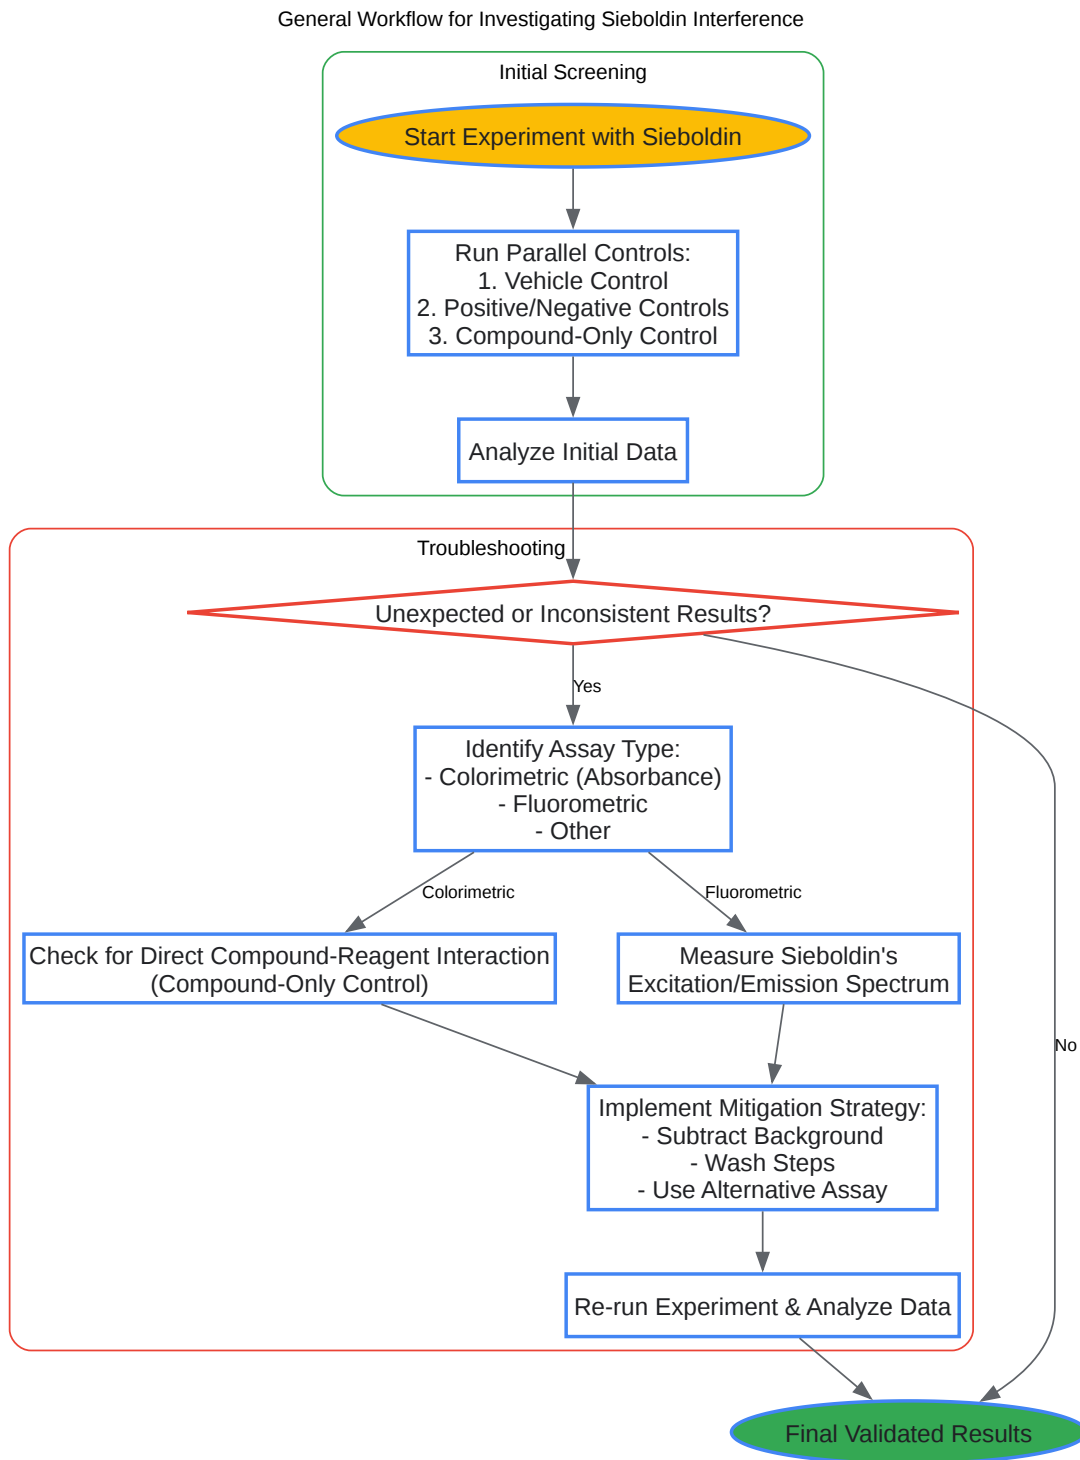 General Workflow for Investigating Sieboldin Interference
Initial Screening
Start Experiment with Sieboldin
Run Parallel Controls:
1. Vehicle Control
2. Positive/Negative Controls
3. Compound-Only Control
Analyze Initial Data
Troubleshooting
Unexpected or Inconsistent Results?
Yes
Identify Assay Type:
- Colorimetric (Absorbance)
- Fluorometric
- Other
Colorimetric
Fluorometric
Check for Direct Compound-Reagent Interaction
(Compound-Only Control)
Measure Sieboldin's
Excitation/Emission Spectrum
No
Implement Mitigation Strategy:
- Subtract Background
- Wash Steps
- Use Alternative Assay
Re-run Experiment & Analyze Data
Final Validated Results